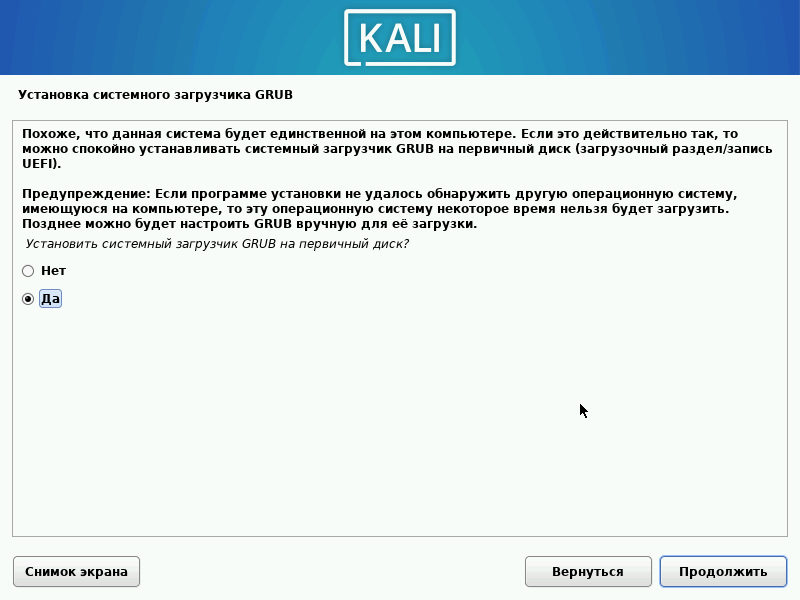 KALI
Установка системного загрузчика GRUB
Похоже, что данная система будет единственной на этом компьютере. Если это действительно так, то
можно спокойно устанавливать системный загрузчик GRUB на первичный диск (загрузочный раздел/запись
UEFI).
Предупреждение: Если программе установки не удалось обнаружить другую операционную систему,
имеющуюся на компьютере, то эту операционную систему некоторое время нельзя будет загрузить.
Позднее можно будет настроить GRUB вручную для её загрузки.
Установить системный загрузчик GRUB на первичный диск?
Нет
Да
Снимок экрана
Вернуться
Продолжить